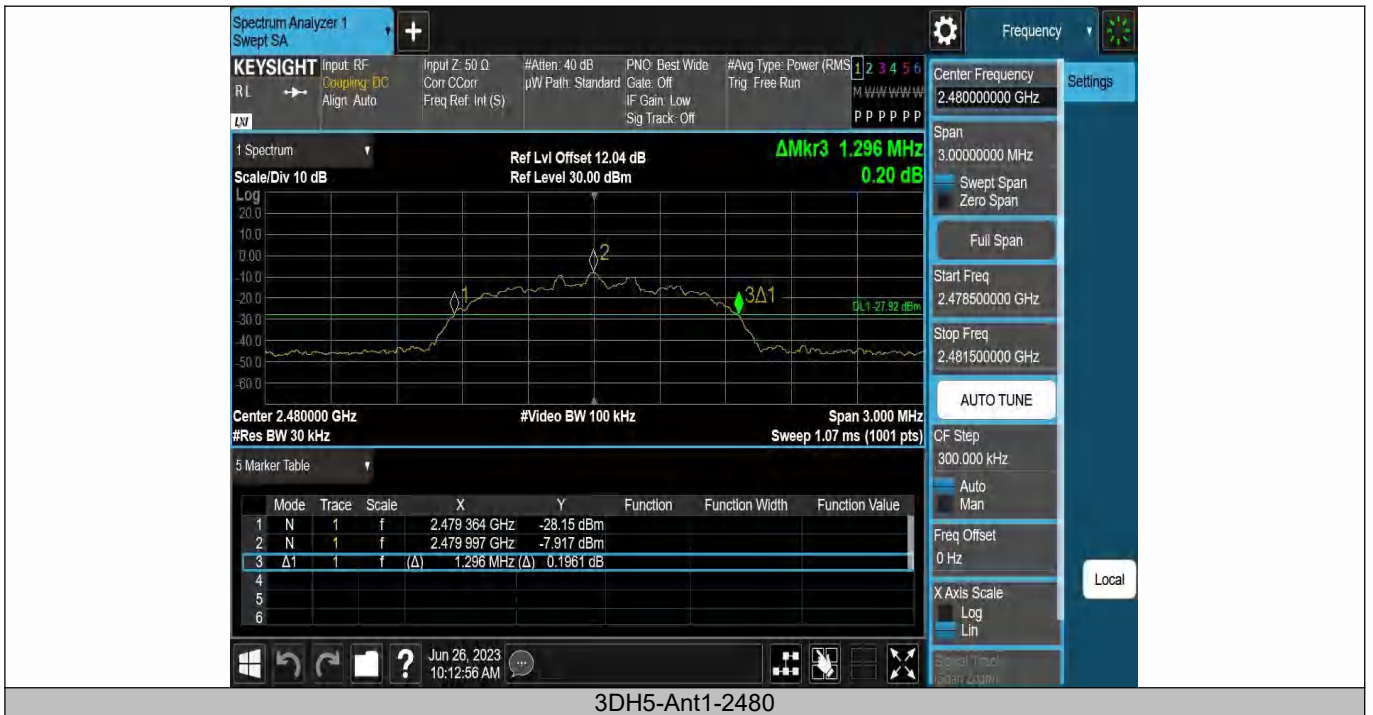 Spectrum Analyzer 1
Swept SA
+
Frequency
KEYSIGHT
RL
LXI
Input: RF
Coupling: DC
Align: Auto
Input Z: 50 Ω
Corr CCorr
Freq Ref: Int (S)
#Atten: 40 dB
µW Path: Standard
PNO: Best Wide
Gate: Off
IF Gain: Low
Sig Track: Off
#Avg Type: Power (RMS
Trig: Free Run
1 2 3 4 5 6
M W W W W W
P P P P P P
Center Frequency
2.480000000 GHz
Settings
Span
3.00000000 MHz
Swept Span
Zero Span
Full Span
Start Freq
2.478500000 GHz
Stop Freq
2.481500000 GHz
AUTO TUNE
CF Step
300.000 kHz
Auto
Man
Freq Offset
0 Hz
X Axis Scale
Log
Lin
Signal Track
(Span Zoom)
Local
1 Spectrum
Scale/Div 10 dB
Ref Lvl Offset 12.04 dB
Ref Level 30.00 dBm
ΔMkr3 1.296 MHz
0.20 dB
Log
20.0
10.0
0.00
-10.0
-20.0
-30.0
-40.0
-50.0
-60.0
1
2
3Δ1
DL1 -27.92 dBm
Center 2.480000 GHz
#Video BW 100 kHz
Span 3.000 MHz
#Res BW 30 kHz
Sweep 1.07 ms (1001 pts)
5 Marker Table
Mode Trace Scale X Y Function Function Width Function Value
1 N 1 f 2.479 364 GHz -28.15 dBm
2 N 1 f 2.479 997 GHz -7.917 dBm
3 Δ1 1 f (Δ) 1.296 MHz (Δ) 0.1961 dB
4
5
6
?
Jun 26, 2023
10:12:56 AM
3DH5-Ant1-2480